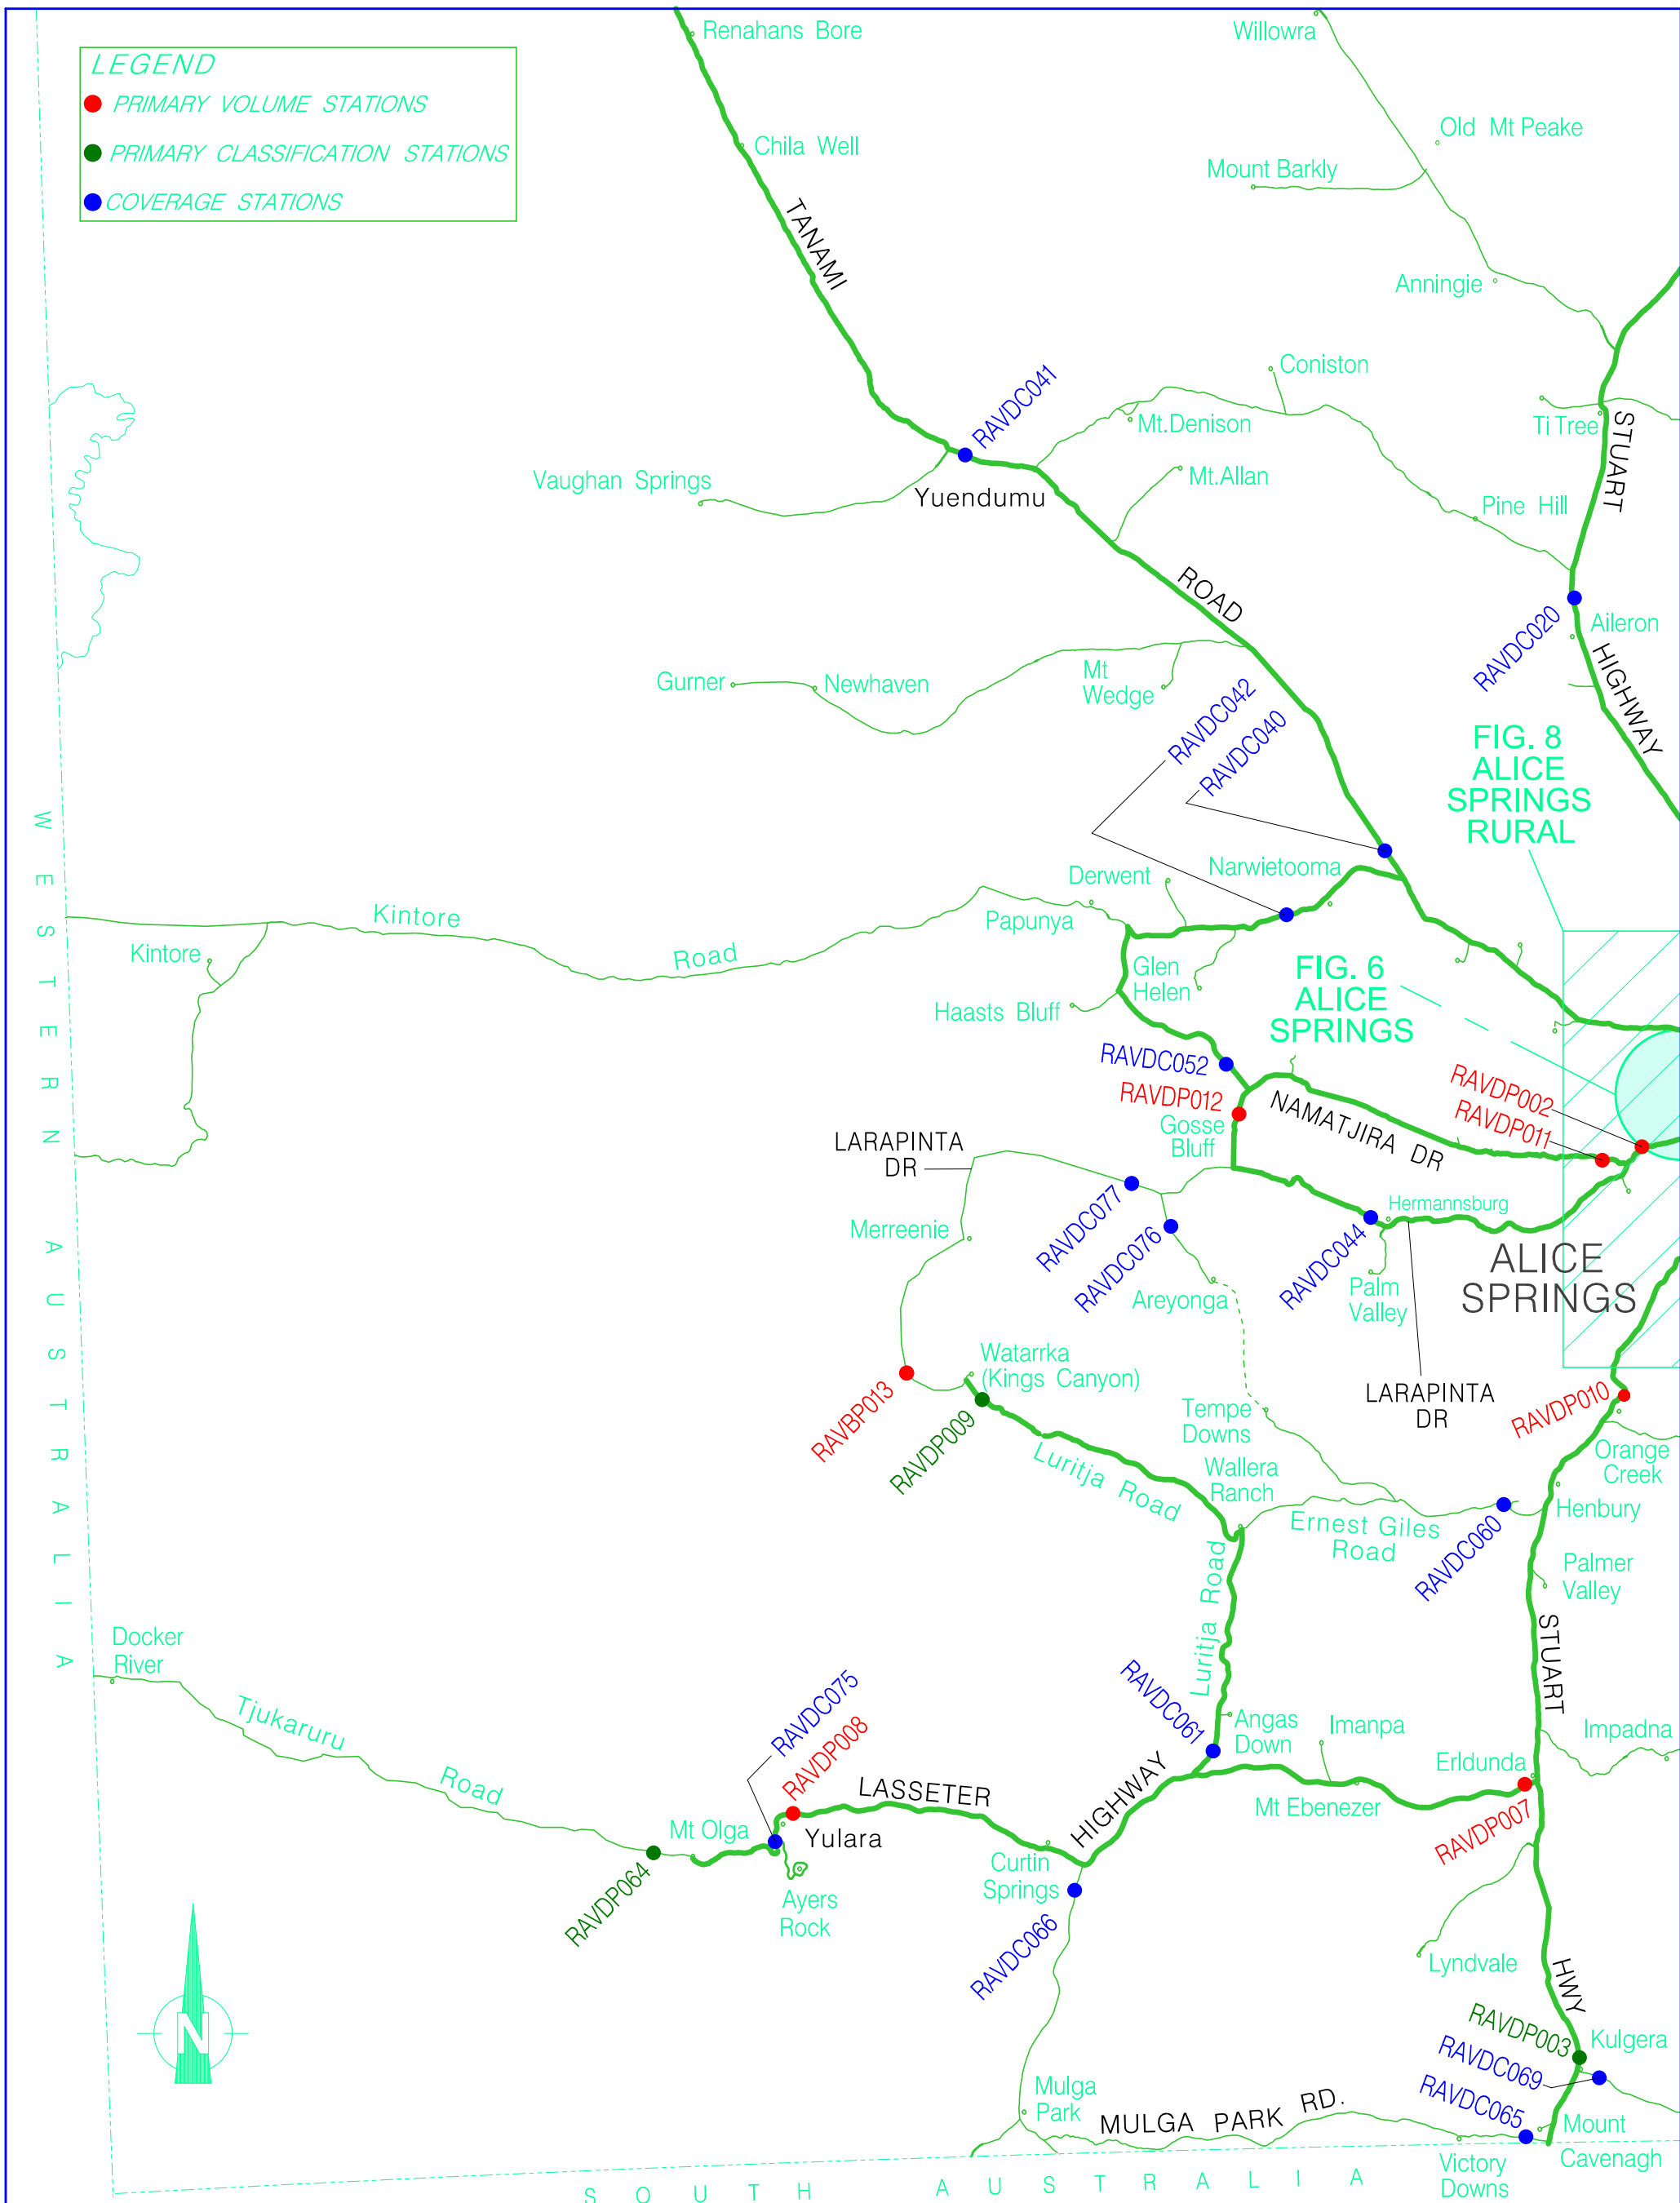 LEGEND
PRIMARY VOLUME STATIONS
PRIMARY CLASSIFICATION STATIONS
COVERAGE STATIONS
Renahans Bore
Willowra
Chila Well
Old Mt Peake
Mount Barkly
TANAMI
Anningie
Coniston
RAVDC041
Mt.Denison
Ti Tree
STUART
Vaughan Springs
Yuendumu
Mt.Allan
Pine Hill
ROAD
RAVDC020
Aileron
HIGHWAY
Gurner
Newhaven
Mt
Wedge
RAVDC042
RAVDC040
FIG. 8
ALICE
SPRINGS
RURAL
WESTERN AUSTRALIA
Derwent
Narwietooma
Kintore
Road
Papunya
Kintore
Glen
Helen
FIG. 6
ALICE
SPRINGS
Haasts Bluff
RAVDC052
RAVDP012
Gosse
Bluff
NAMATJIRA DR
RAVDP002
RAVDP011
LARAPINTA
DR
RAVDC077
RAVDC076
Merreenie
Hermannsburg
RAVDC044
Areyonga
Palm
Valley
ALICE
SPRINGS
Watarrka
(Kings Canyon)
RAVBP013
RAVDP009
LARAPINTA
DR
RAVDP010
Tempe
Downs
Luritja Road
Wallera
Ranch
Orange
Creek
Ernest Giles
Road
RAVDC060
Henbury
Luritja Road
Palmer
Valley
STUART
Docker
River
Tjukaruru
Road
RAVDC075
RAVDP008
RAVDC061
Angas
Down
Imanpa
Impadna
Erldunda
LASSETER
HIGHWAY
Mt Ebenezer
RAVDP007
Mt Olga
Yulara
RAVDP064
Ayers
Rock
Curtin
Springs
RAVDC066
Lyndvale
HWY
N
RAVDP003
Kulgera
RAVDC069
RAVDC065
Mulga
Park
MULGA PARK RD.
Mount
Cavenagh
Victory
Downs
SOUTH AUSTRALIA